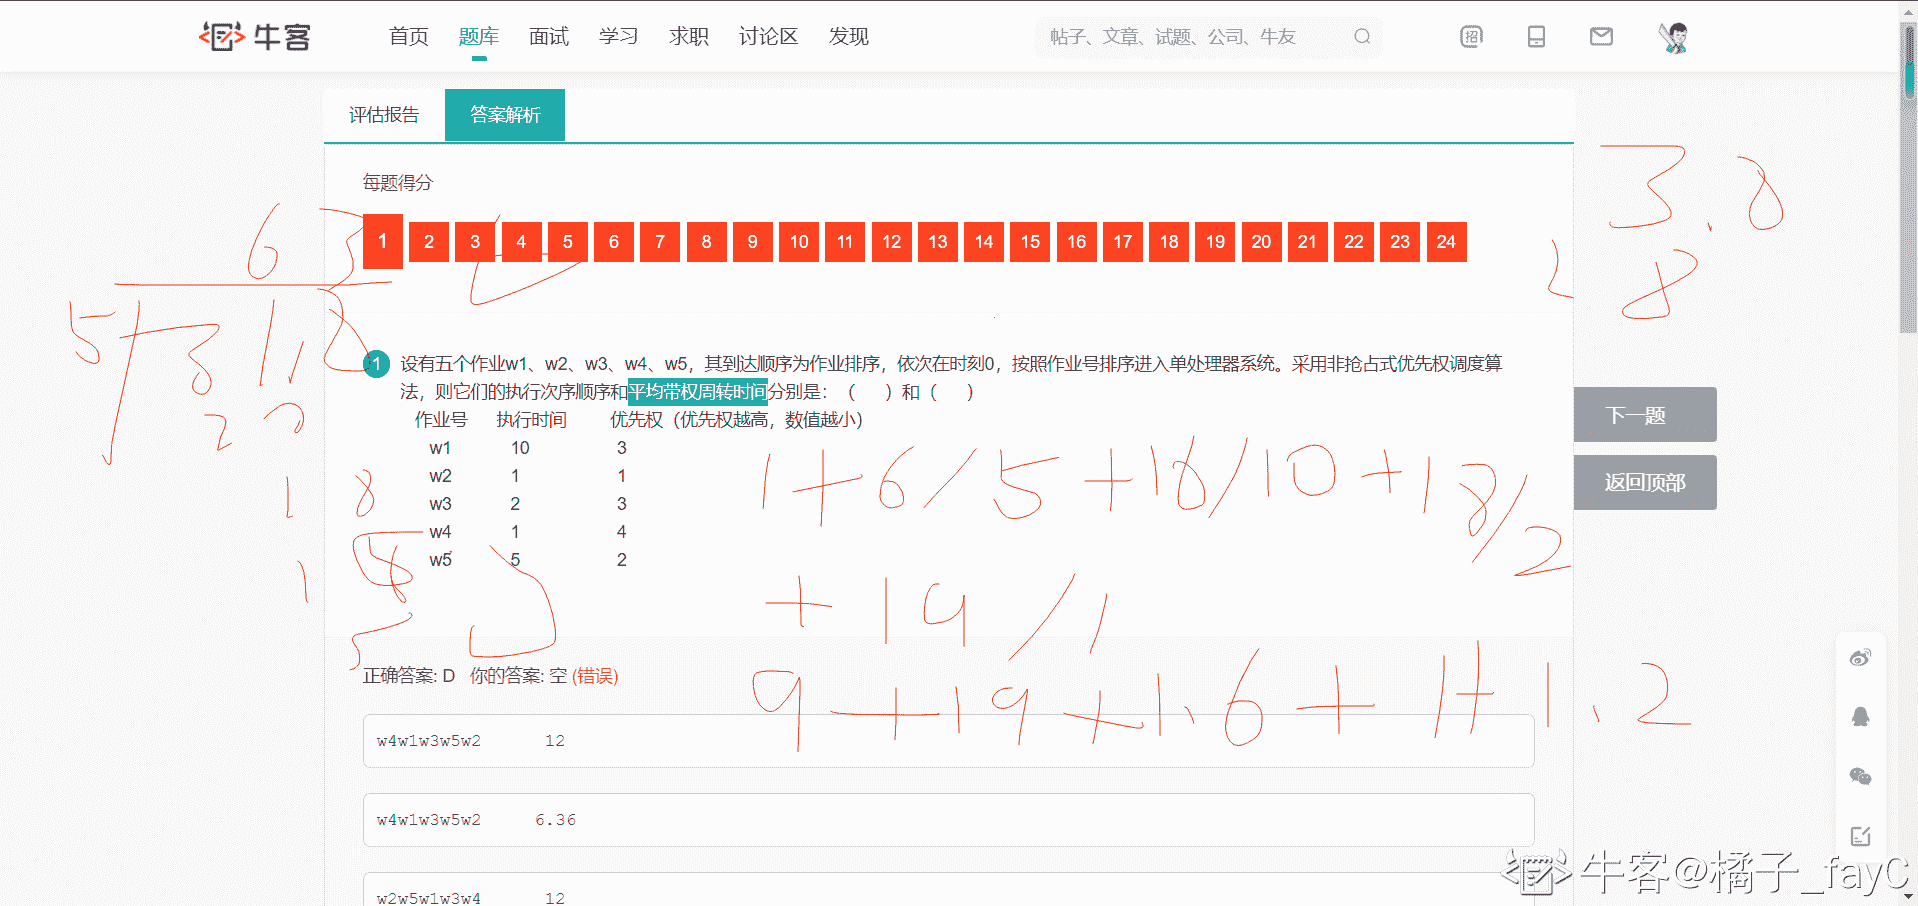 牛客 首页 题库 面试 学习 求职 讨论区 发现 帖子、文章、试题、公司、牛友
评估报告 答案解析
每题得分
1 2 3 4 5 6 7 8 9 10 11 12 13 14 15 16 17 18 19 20 21 22 23 24
3.8
8
6 3
5
1 设有五个作业w1、w2、w3、w4、w5，其到达顺序为作业排序，依次在时刻0，按照作业号排序进入单处理器系统。采用非抢占式优先权调度算
法，则它们的执行次序顺序和平均带权周转时间分别是：（ ）和（ ）
作业号 执行时间 优先权（优先权越高，数值越小）
w1 10 3
w2 1 1
w3 2 3
w4 1 4
w5 5 2
下一题
返回顶部
1+6/5+16/10+18/2
+19/1
9+19+1.6+1+1.2
正确答案: D 你的答案: 空 (错误)
w4w1w3w5w2 12
w4w1w3w5w2 6.36
w2w5w1w3w4 12
牛客@橘子_fayC